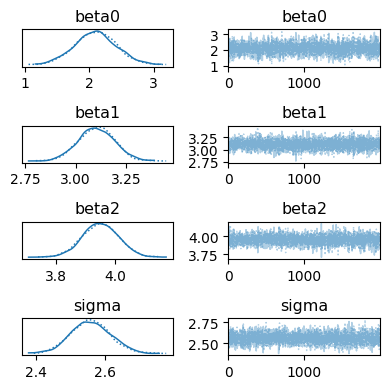 beta0 beta0
1 2 3 3 2 1 0 1000
beta1 beta1
2.75 3.00 3.25 3.25 3.00 2.75 0 1000
beta2 beta2
3.8 4.0 4.00 3.75 0 1000
sigma sigma
2.4 2.6 2.75 2.50 0 1000